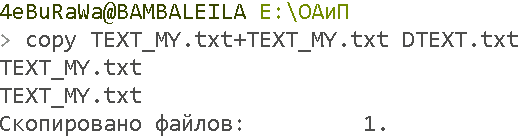 4eBuRaWa@BAMBALEILA E:\ОАиП
> copy TEXT_MY.txt+TEXT_MY.txt DTEXT.txt
TEXT_MY.txt
TEXT_MY.txt
Скопировано файлов:         1.